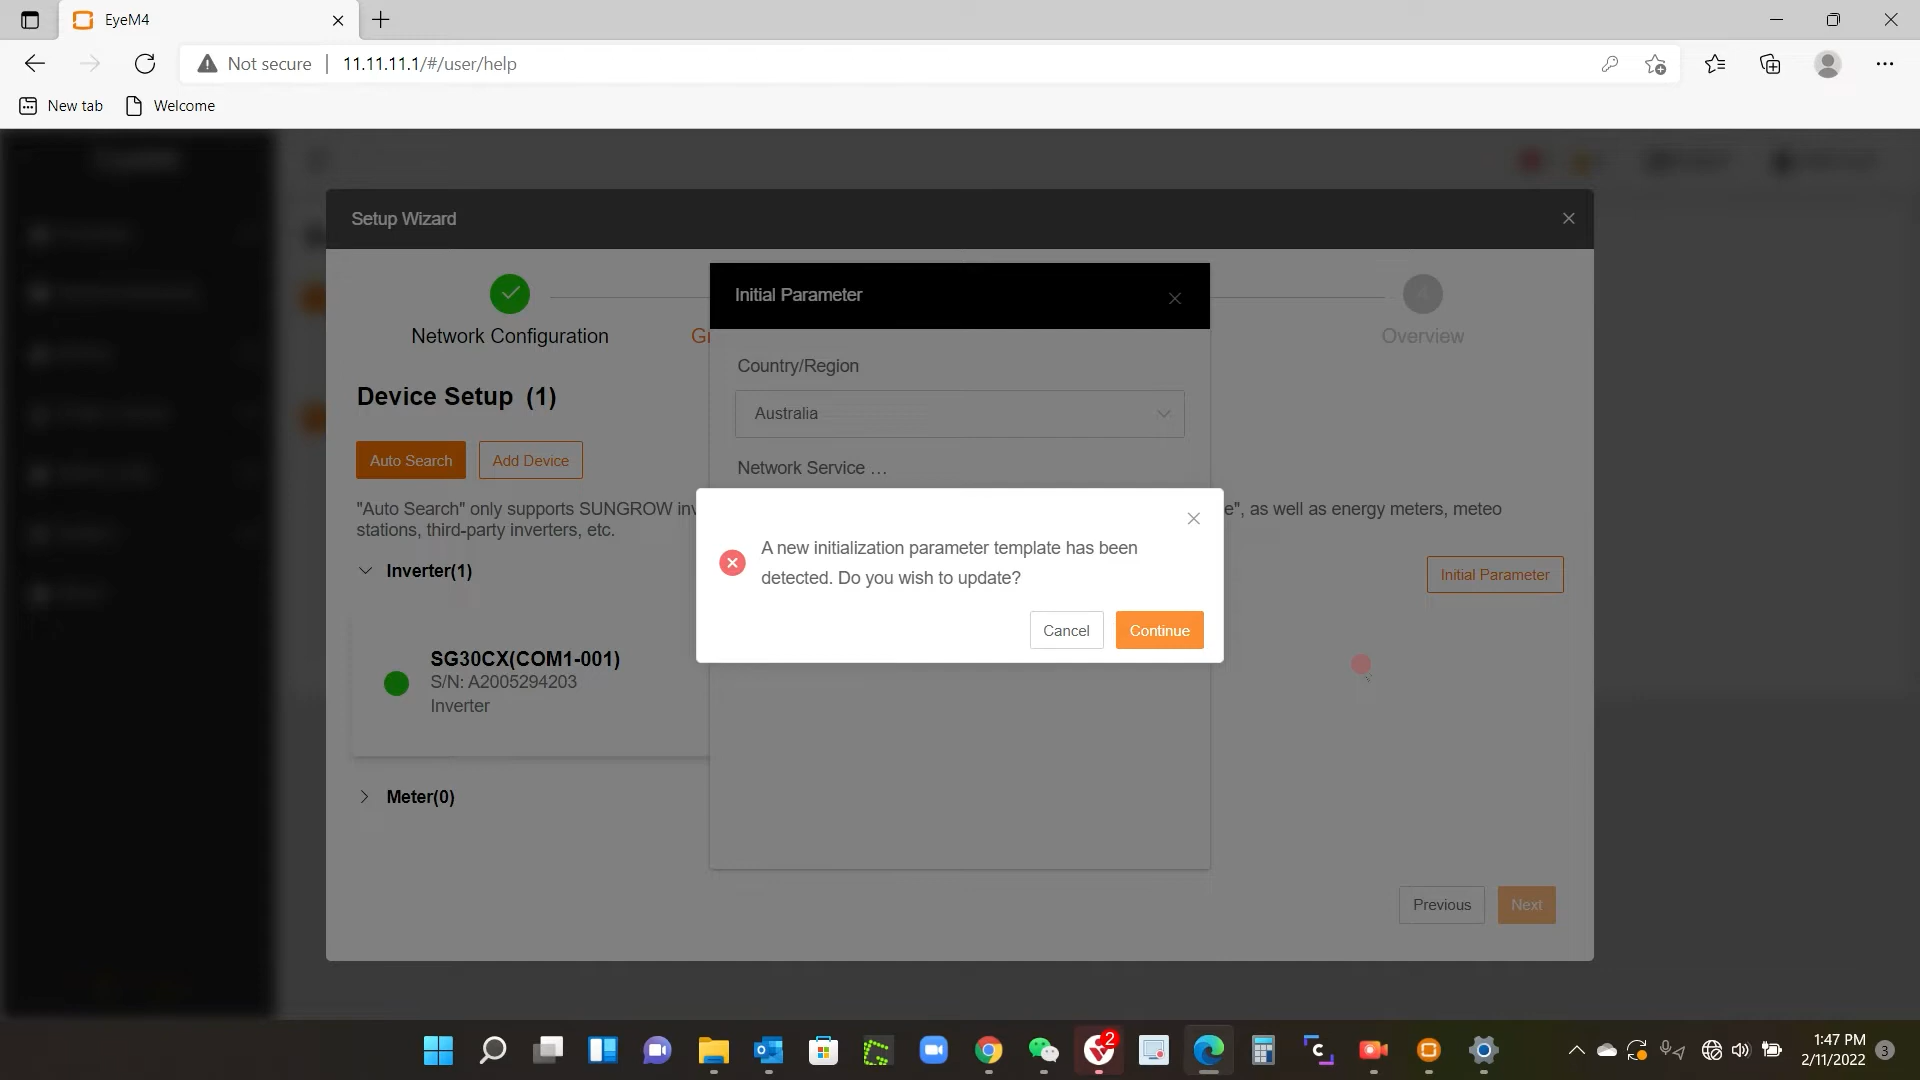 EyeM4
Not secure
11.11.11.1/#/user/help
New tab
Welcome
Setup Wizard
Initial Parameter
Network Configuration
Gr
4
Overview
Country/Region
Device Setup (1)
Australia
Auto Search
Add Device
Network Service ...
"Auto Search" only supports SUNGROW inv
e", as well as energy meters, meteo
stations, third-party inverters, etc.
A new initialization parameter template has been
detected. Do you wish to update?
Inverter(1)
Initial Parameter
Cancel
Continue
SG30CX(COM1-001)
S/N: A2005294203
Inverter
Meter(0)
Previous
Next
2
1:47 PM
2/11/2022
3